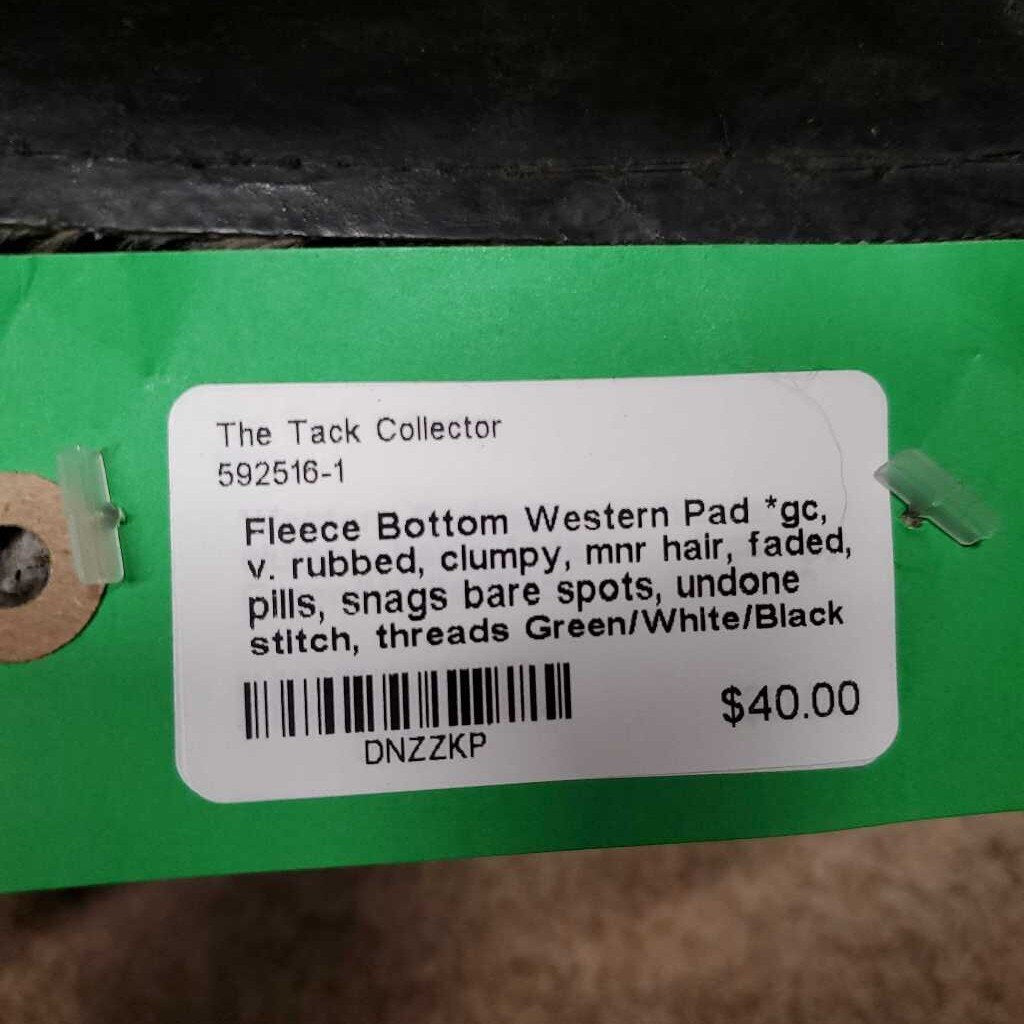 The Tack Collector
592516-1
Fleece Bottom Western Pad *gc,
v. rubbed, clumpy, mnr hair, faded,
pills, snags bare spots, undone
stitch, threads Green/White/Black
DNZZKP
$40.00